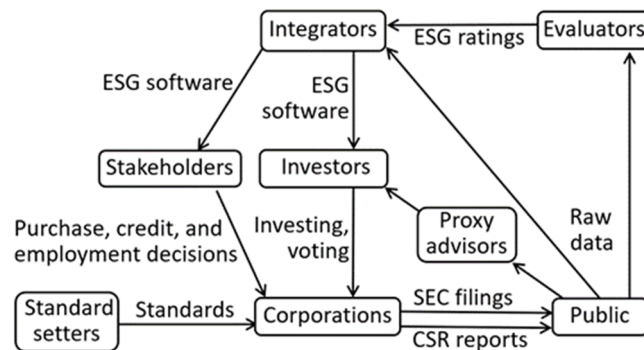 Integrators
ESG ratings
Evaluators
ESG software
ESG
software
Stakeholders
Investors
Purchase, credit, and
employment decisions
Investing,
voting
Proxy
advisors
Raw
data
Standard
setters
Standards
Corporations
SEC filings
CSR reports
Public